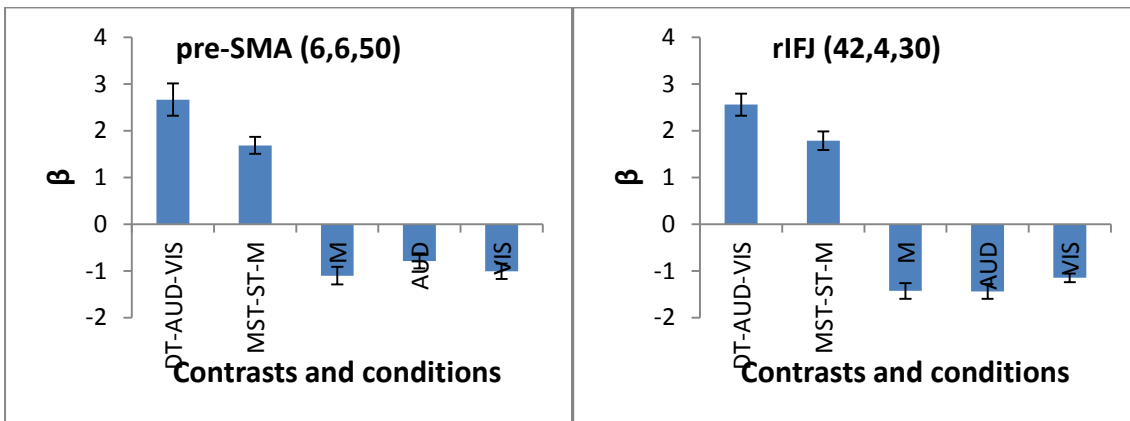 pre-SMA (6,6,50)
4
3
2
1
0
-1
-2
β
DT-AUD-VIS
MST-ST-M
M
AUD
VIS
Contrasts and conditions
rIFJ (42,4,30)
4
3
2
1
0
-1
-2
β
DT-AUD-VIS
MST-ST-M
M
AUD
VIS
Contrasts and conditions